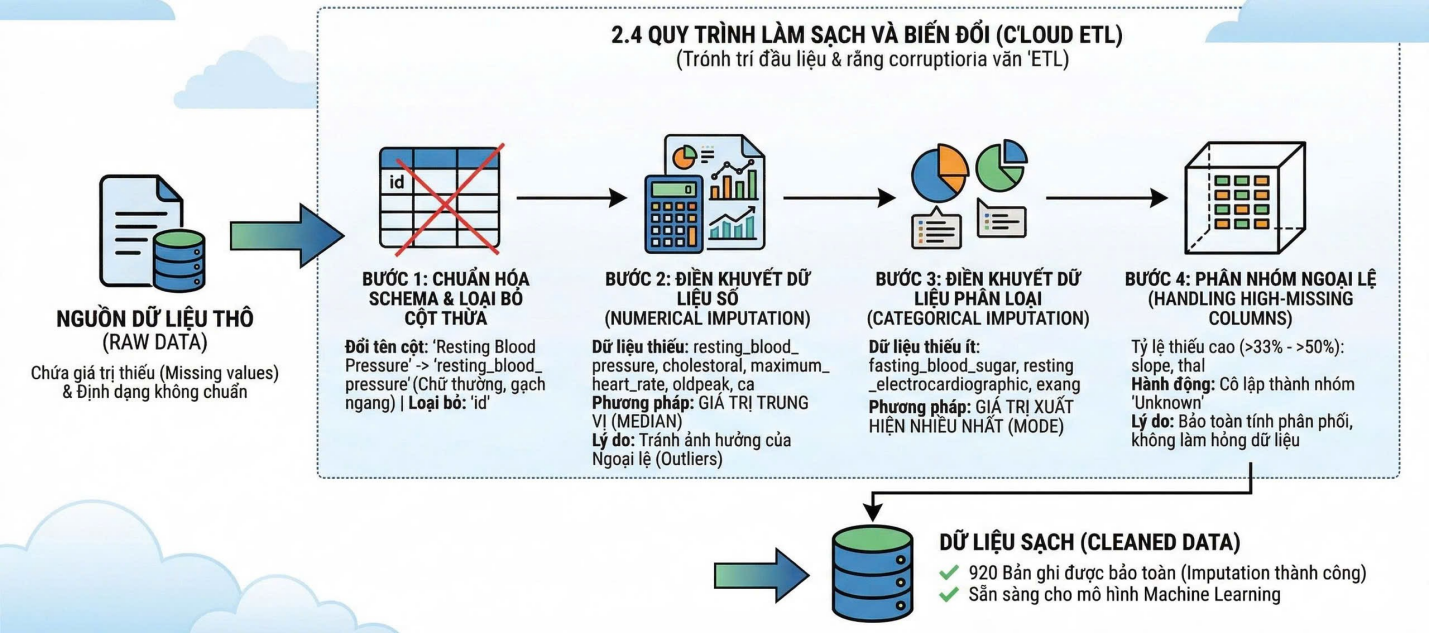 2.4 QUY TRÌNH LÀM SẠCH VÀ BIẾN ĐỔI (C'LOUD ETL)
(Trónh trí đầu liệu & rằng corruptioria văn 'ETL)
NGUỒN DỮ LIỆU THÔ
(RAW DATA)
Chứa giá trị thiếu (Missing values)
& Định dạng không chuẩn
id
BƯỚC 1: CHUẨN HÓA
SCHEMA & LOẠI BỎ
CỘT THỪA
Đổi tên cột: 'Resting Blood
Pressure' -> 'resting_blood_
pressure' (Chữ thường, gạch
ngang) | Loại bỏ: 'id'
BƯỚC 2: ĐIỀN KHUYẾT DỮ
LIỆU SỐ
(NUMERICAL IMPUTATION)
Dữ liệu thiếu: resting_blood_
pressure, cholestoral, maximum_
heart_rate, oldpeak, ca
Phương pháp: GIÁ TRỊ TRUNG
VỊ (MEDIAN)
Lý do: Tránh ảnh hưởng của
Ngoại lệ (Outliers)
BƯỚC 3: ĐIỀN KHUYẾT DỮ
LIỆU PHÂN LOẠI
(CATEGORICAL IMPUTATION)
Dữ liệu thiếu ít:
fasting_blood_sugar, resting
_electrocardiographic, exang
Phương pháp: GIÁ TRỊ XUẤT
HIỆN NHIỀU NHẤT (MODE)
BƯỚC 4: PHÂN NHÓM NGOẠI LỆ
(HANDLING HIGH-MISSING
COLUMNS)
Tỷ lệ thiếu cao (>33% - >50%):
slope, thal
Hành động: Cô lập thành nhóm
'Unknown'
Lý do: Bảo toàn tính phân phối,
không làm hỏng dữ liệu
DỮ LIỆU SẠCH (CLEANED DATA)
920 Bản ghi được bảo toàn (Imputation thành công)
Sẵn sàng cho mô hình Machine Learning